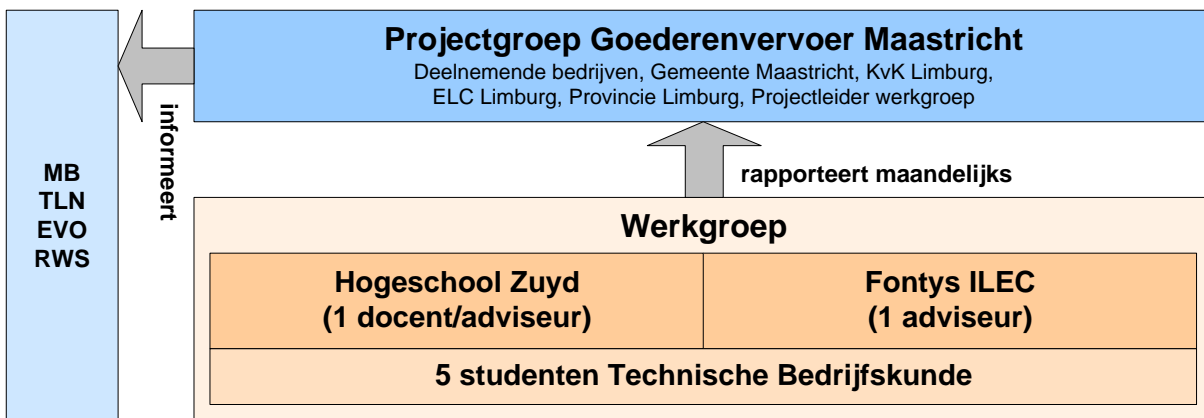 Projectgroep Goederenvervoer Maastricht
Deelnemende bedrijven, Gemeente Maastricht, KvK Limburg,
ELC Limburg, Provincie Limburg, Projectleider werkgroep
informeert
MB
TLN
EVO
RWS
rapporteert maandelijks
Werkgroep
Hogeschool Zuyd
(1 docent/adviseur)
Fontys ILEC
(1 adviseur)
5 studenten Technische Bedrijfskunde